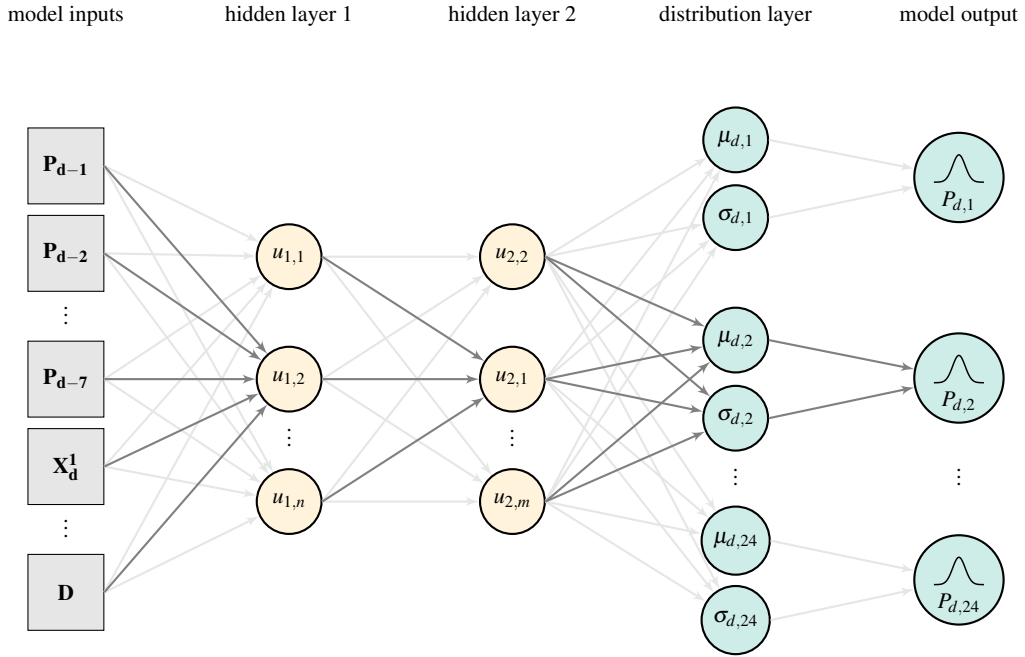 model inputs
hidden layer 1
hidden layer 2
distribution layer
model output
P_{d−1}
P_{d−2}
⋮
P_{d−7}
X_d^1
⋮
D
u_{1,1}
u_{1,2}
⋮
u_{1,n}
u_{2,2}
u_{2,1}
⋮
u_{2,m}
μ_{d,1}
σ_{d,1}
μ_{d,2}
σ_{d,2}
⋮
μ_{d,24}
σ_{d,24}
P_{d,1}
P_{d,2}
⋮
P_{d,24}